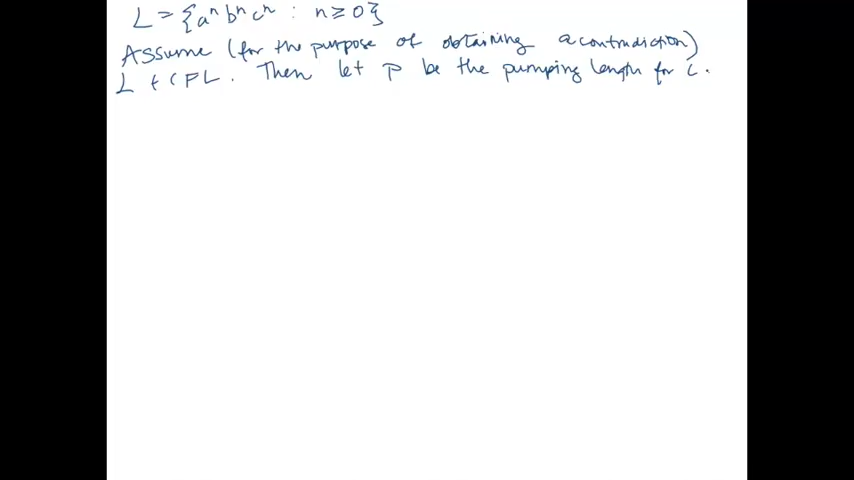 L = {aⁿbⁿcⁿ : n ≥ 0}
Assume (for the purpose of obtaining a contradiction)
L ∈ CFL. Then let P be the pumping length for L.